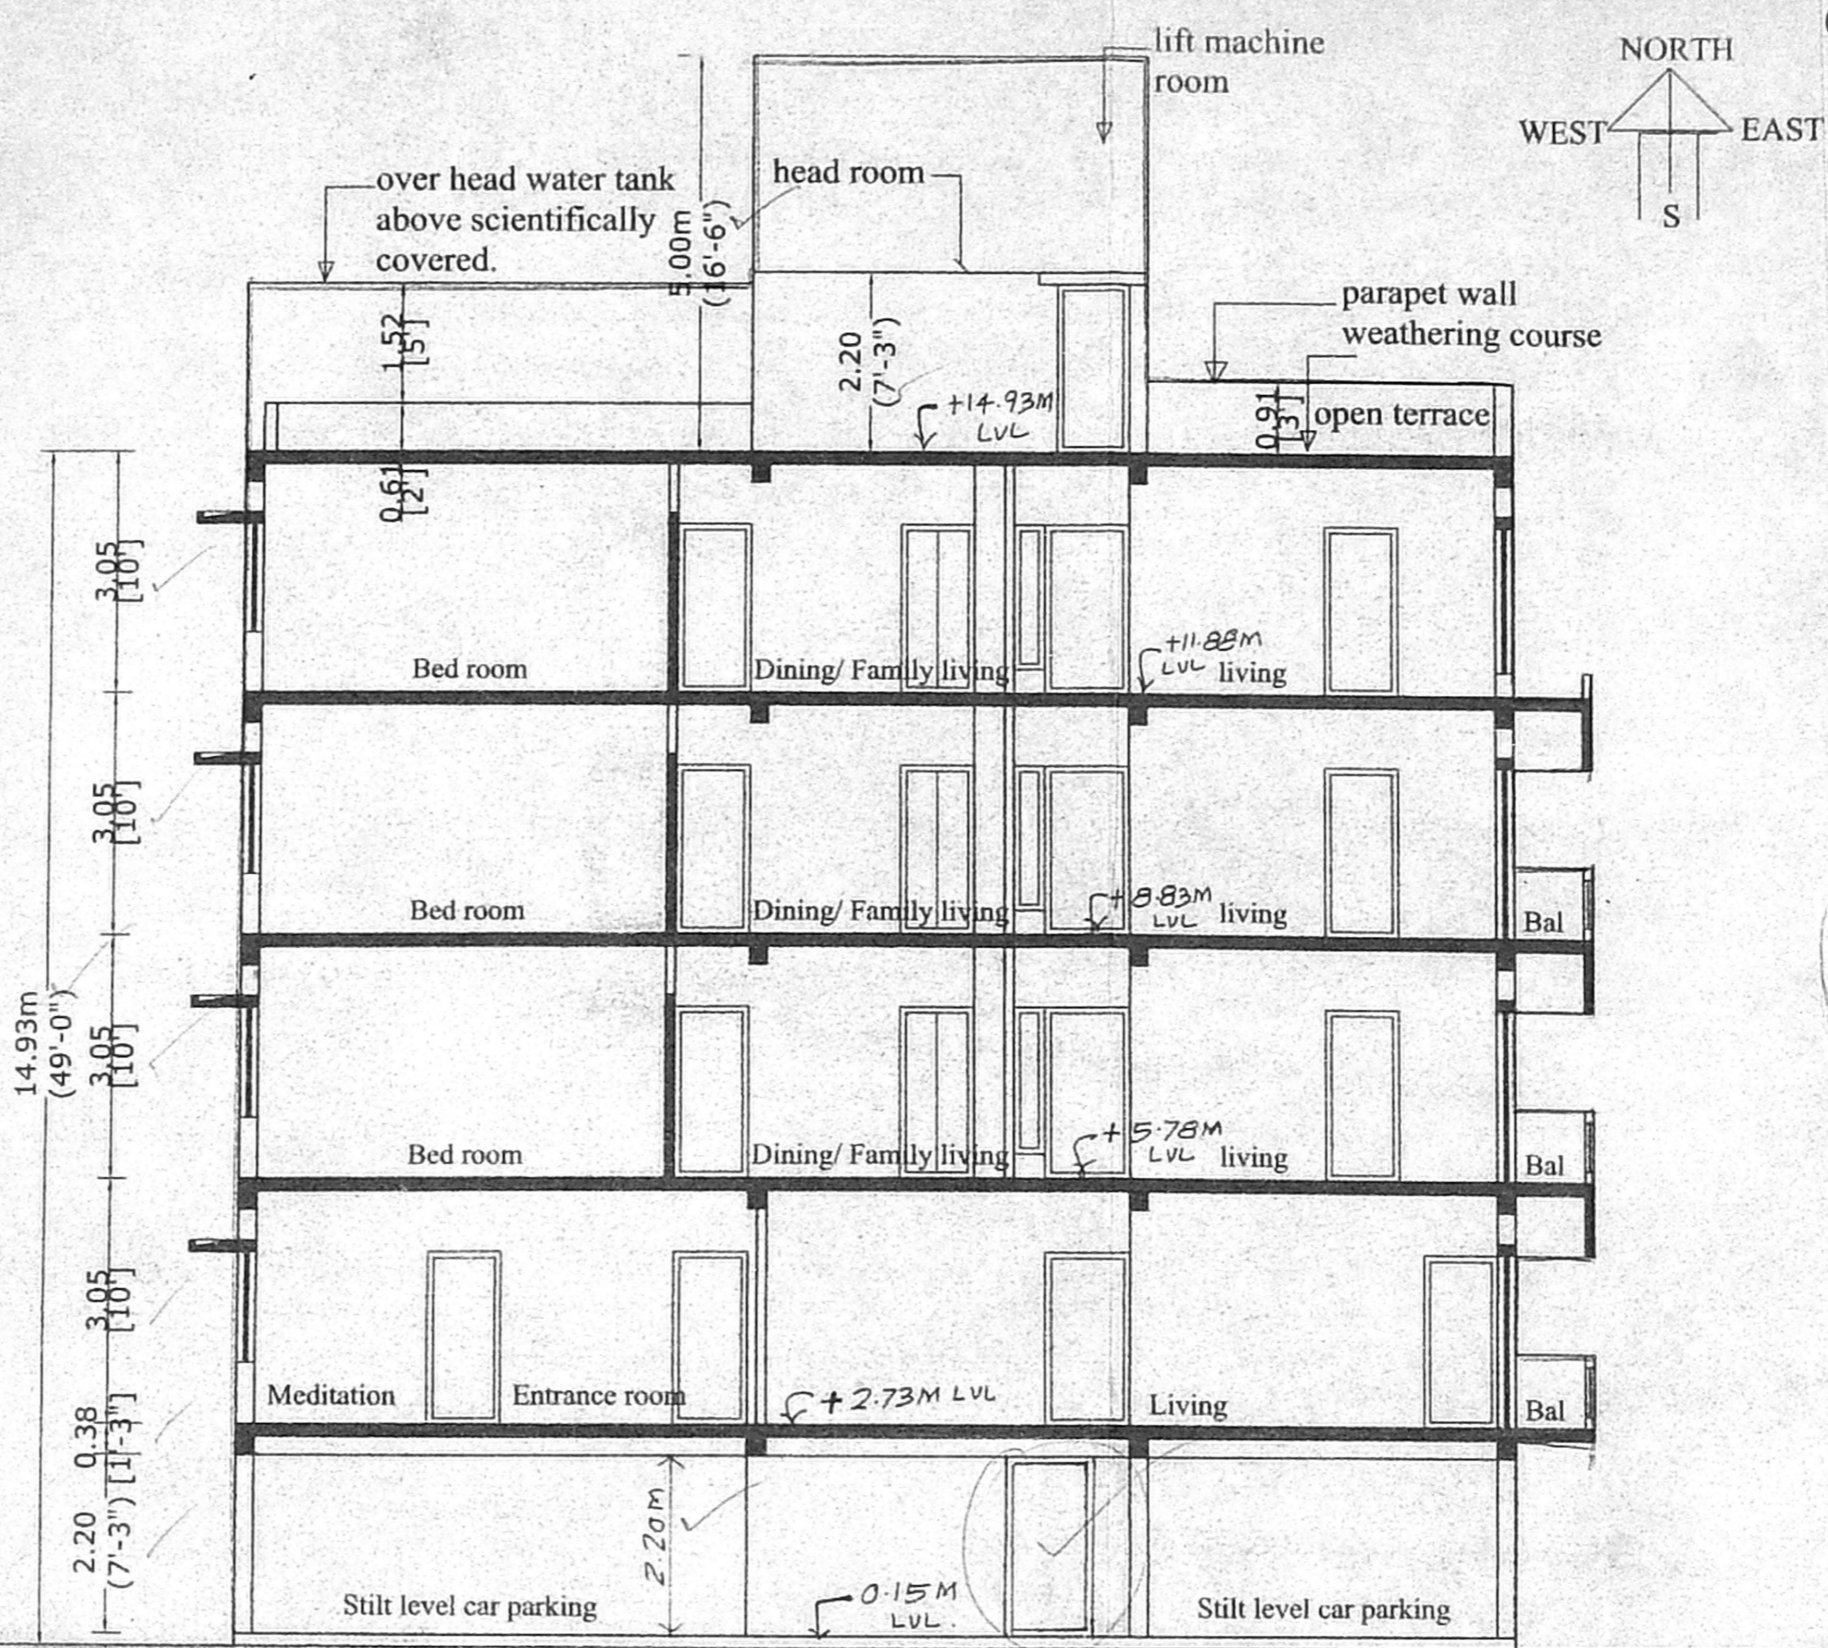 lift machine
room
NORTH
WEST
EAST
S
over head water tank
above scientifically
covered.
head room
5.00m
(16'-6")
parapet wall
weathering course
1.52
[5']
2.20
(7'-3")
+14.93M
LVL
0.91
[3']
open terrace
0.61
[2']
3.05
[10']
Bed room
Dining/ Family living
+11.88M
LVL
living
3.05
[10']
Bed room
Dining/ Family living
+8.83M
LVL
living
Bal
14.93m
(49'-0")
3.05
[10']
Bed room
Dining/ Family living
+5.78M
LVL
living
Bal
3.05
[10']
Meditation
Entrance room
+2.73M LVL
Living
Bal
0.38
[1'-3"]
2.20
(7'-3")
2.20M
Stilt level car parking
0.15M
LVL.
Stilt level car parking